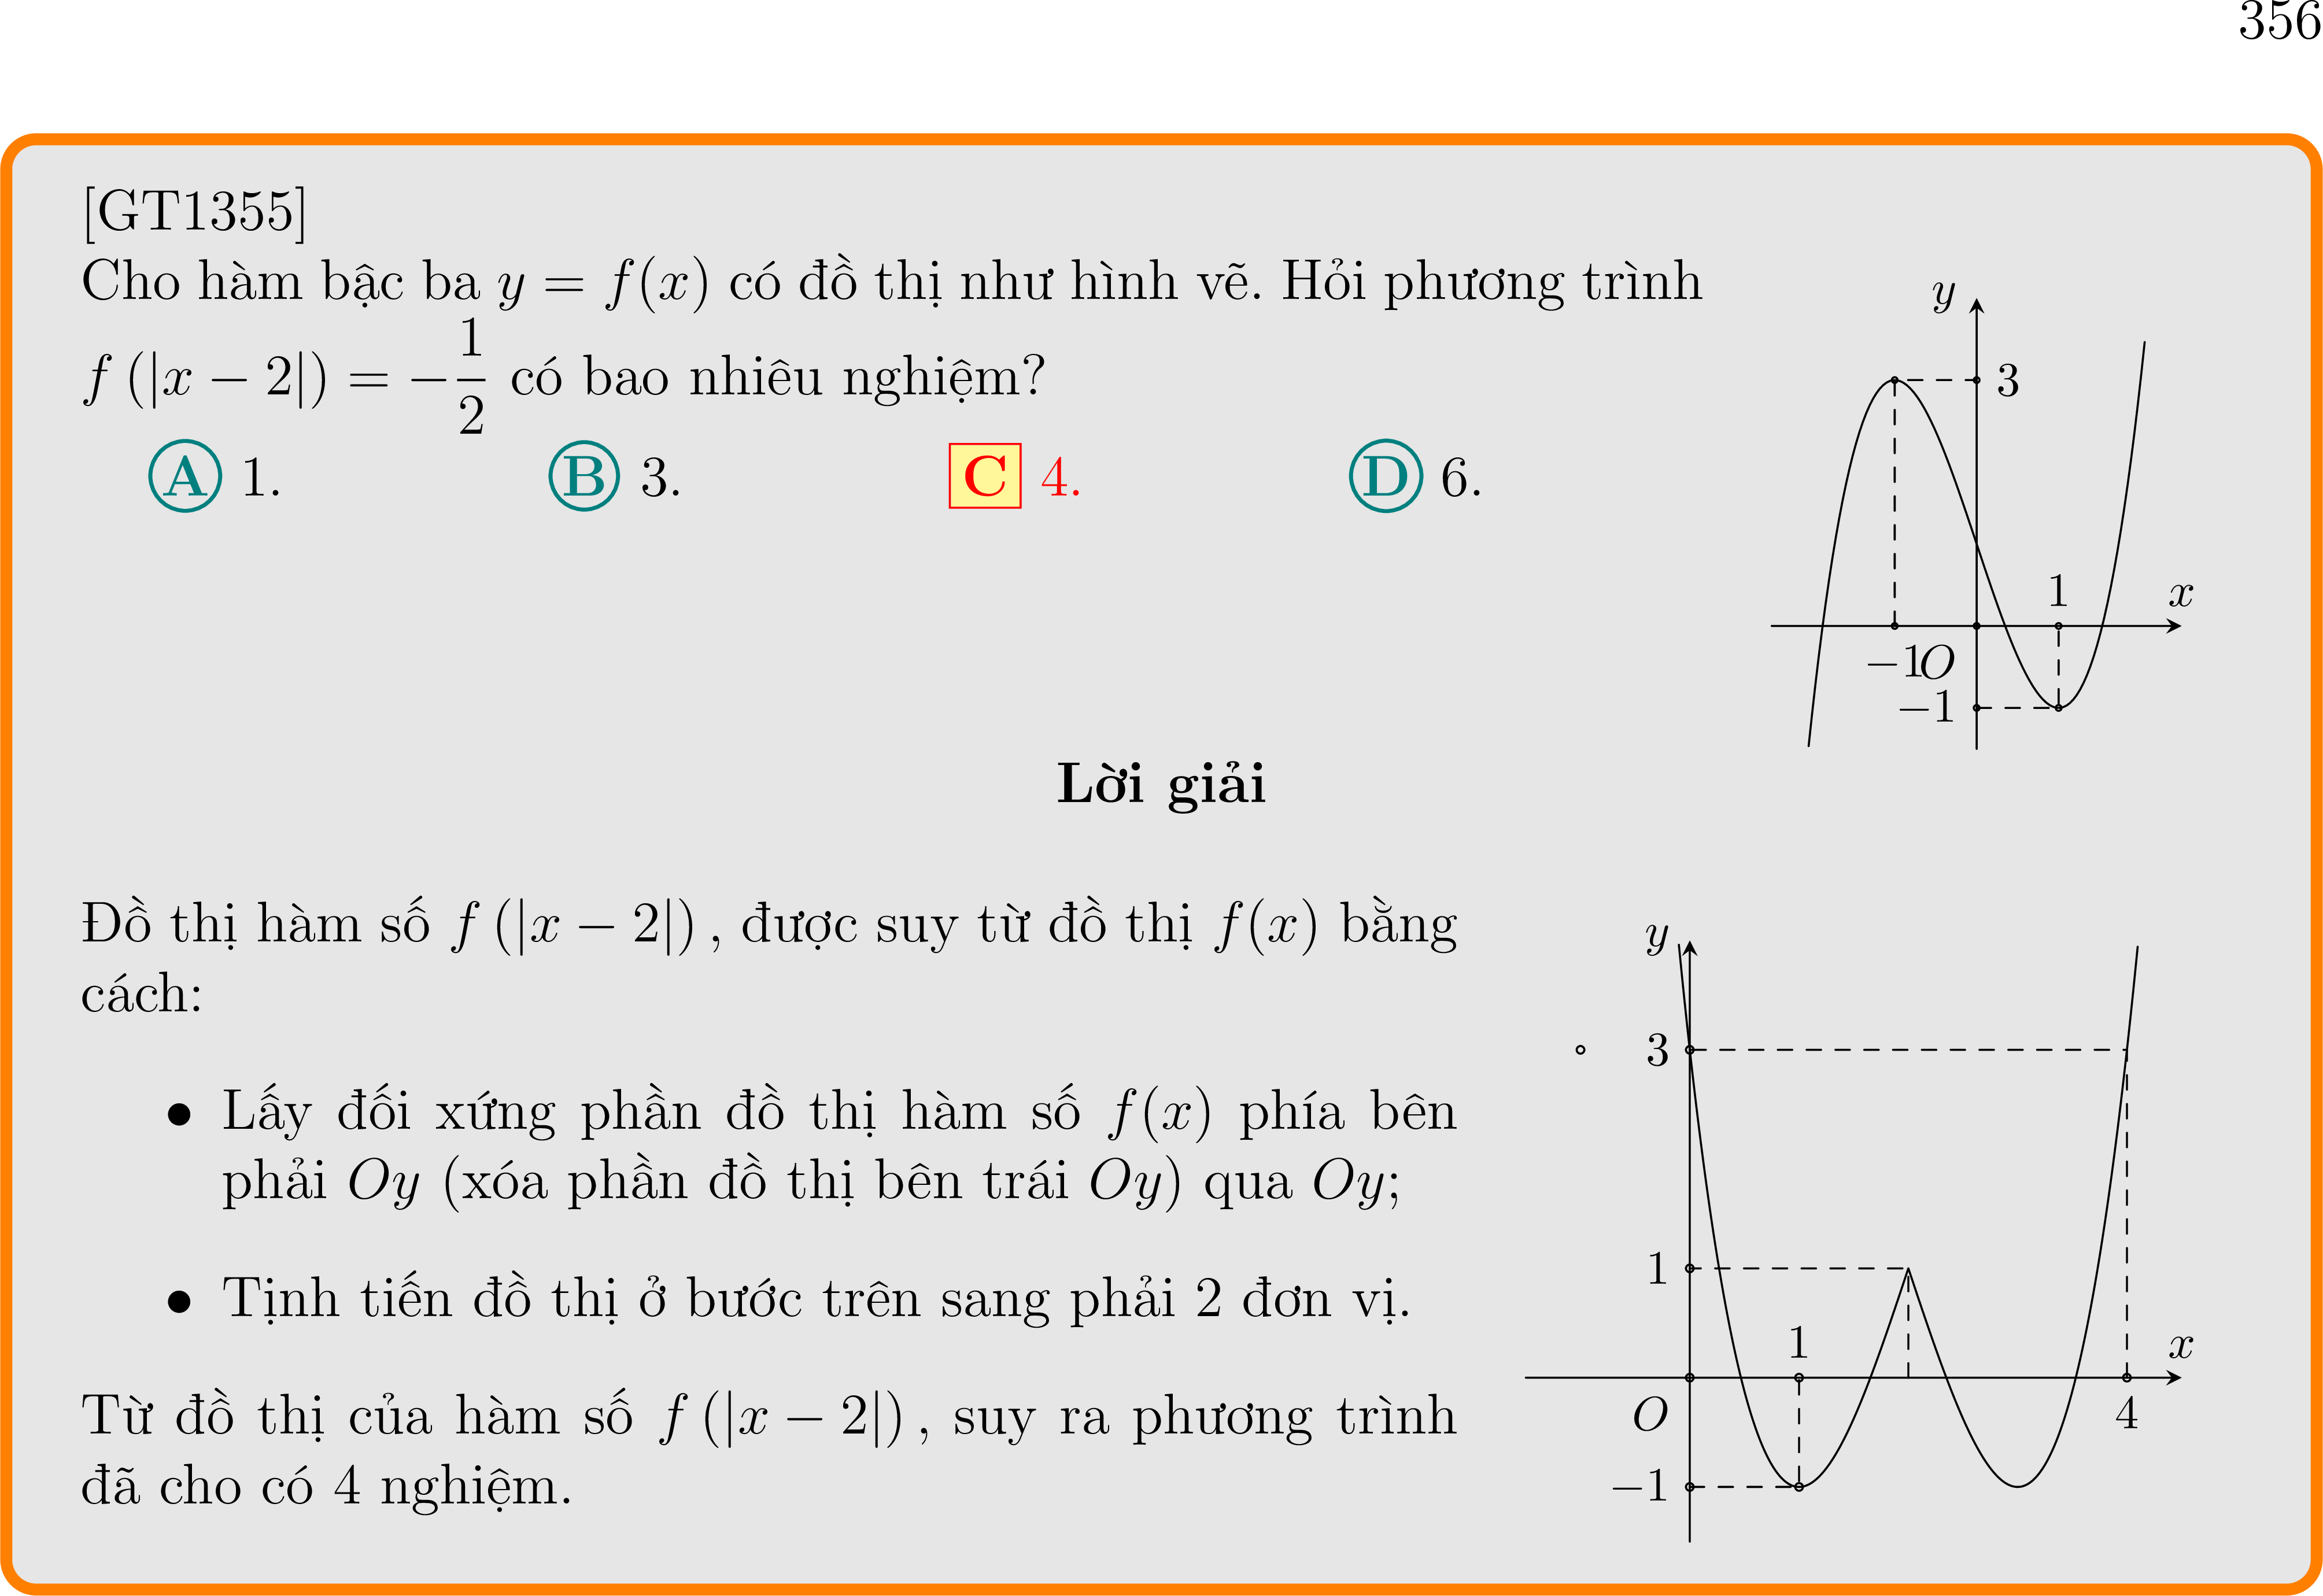 356
[GT1355]
Cho hàm bậc ba y = f(x) có đồ thị như hình vẽ. Hỏi phương trình
f (|x − 2|) = −1/2 có bao nhiêu nghiệm?
A 1. B 3. C 4. D 6.
y
3
1
x
−1 O
−1
Lời giải
Đồ thị hàm số f (|x − 2|) , được suy từ đồ thị f(x) bằng
cách:
• Lấy đối xứng phần đồ thị hàm số f(x) phía bên
phải Oy (xóa phần đồ thị bên trái Oy) qua Oy;
• Tịnh tiến đồ thị ở bước trên sang phải 2 đơn vị.
Từ đồ thị của hàm số f (|x − 2|) , suy ra phương trình
đã cho có 4 nghiệm.
y
3
1
1
x
O
4
−1